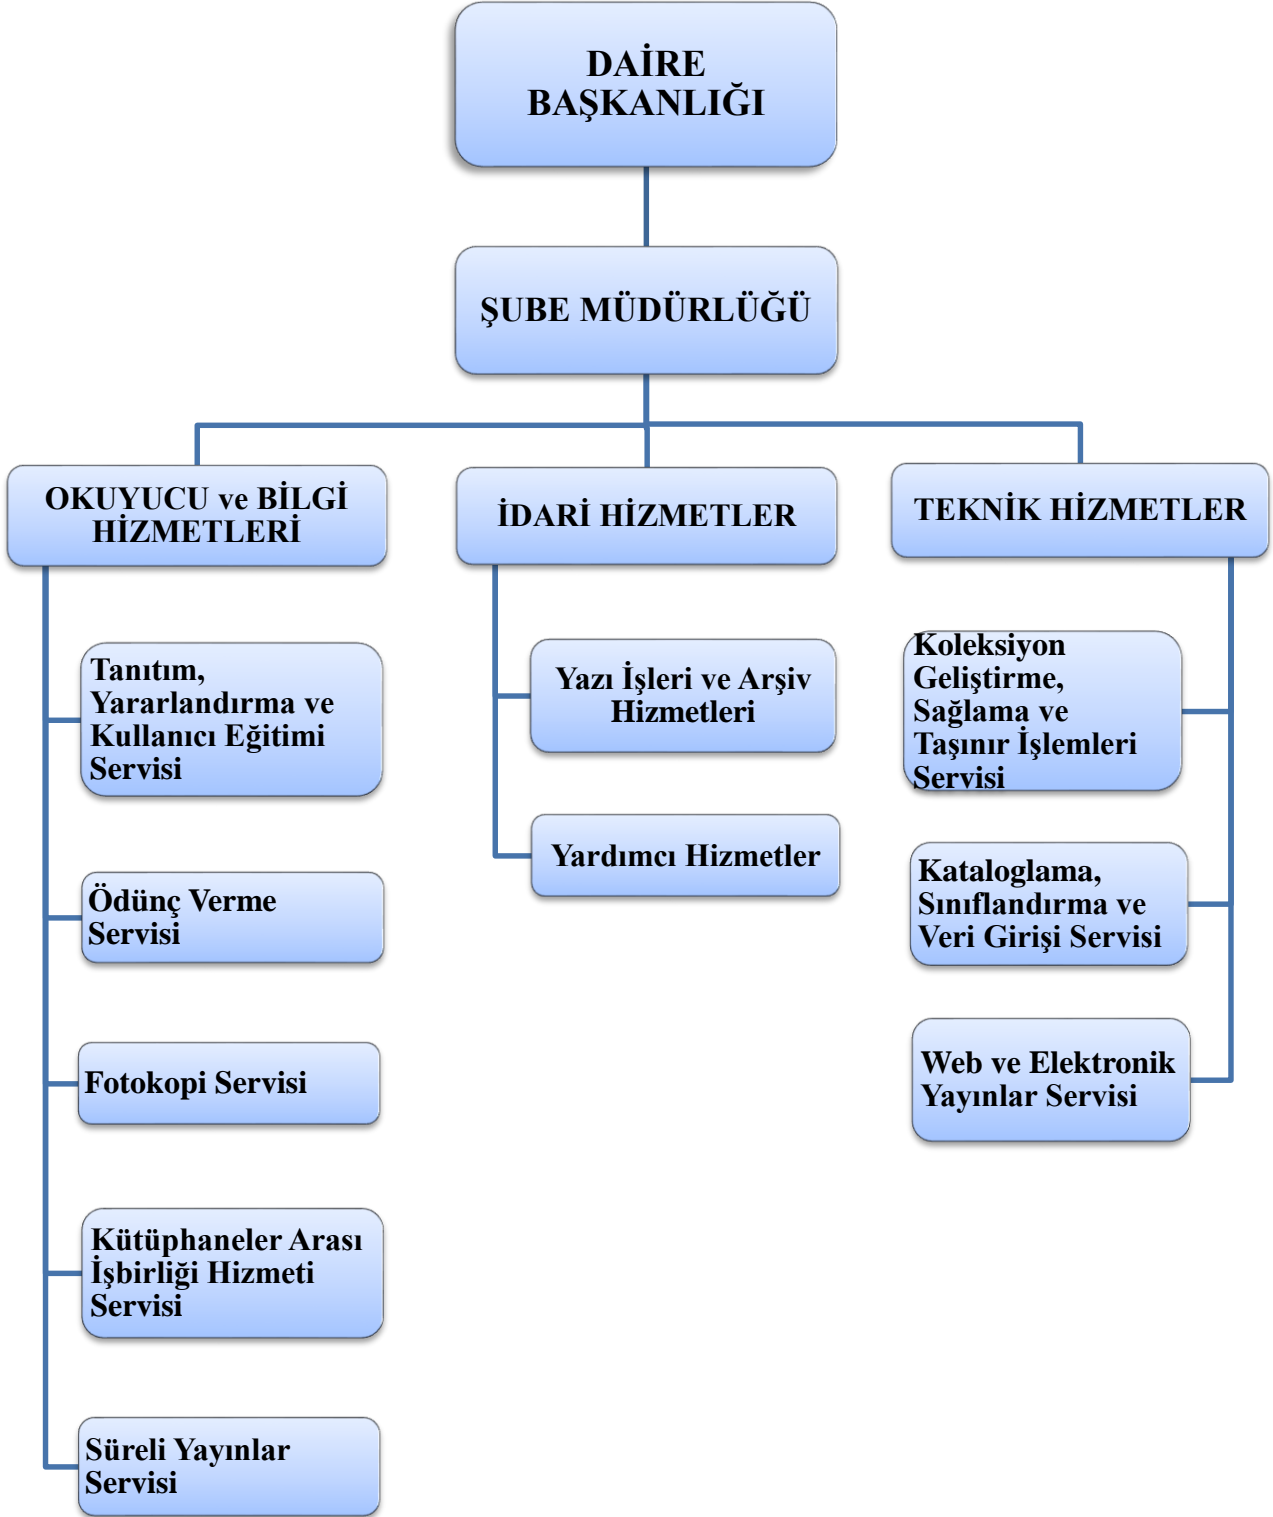 DAİRE
BAŞKANLIĞI
ŞUBE MÜDÜRLÜĞÜ
OKUYUCU ve BİLGİ
HİZMETLERİ
Tanıtım,
Yararlandırma ve
Kullanıcı Eğitimi
Servisi
Ödünç Verme
Servisi
Fotokopi Servisi
Kütüphaneler Arası
İşbirliği Hizmeti
Servisi
Süreli Yayınlar
Servisi
İDARİ HİZMETLER
Yazı İşleri ve Arşiv
Hizmetleri
Yardımcı Hizmetler
TEKNİK HİZMETLER
Koleksiyon
Geliştirme,
Sağlama ve
Taşınır İşlemleri
Servisi
Kataloglama,
Sınıflandırma ve
Veri Girişi Servisi
Web ve Elektronik
Yayınlar Servisi